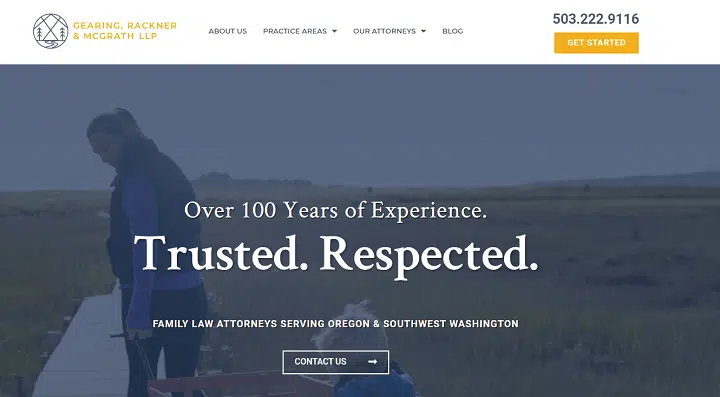 GEARING, RACKNER
& MCGRATH LLP
ABOUT US
PRACTICE AREAS
OUR ATTORNEYS
BLOG
503.222.9116
GET STARTED
Over 100 Years of Experience.
Trusted. Respected.
FAMILY LAW ATTORNEYS SERVING OREGON & SOUTHWEST WASHINGTON
CONTACT US